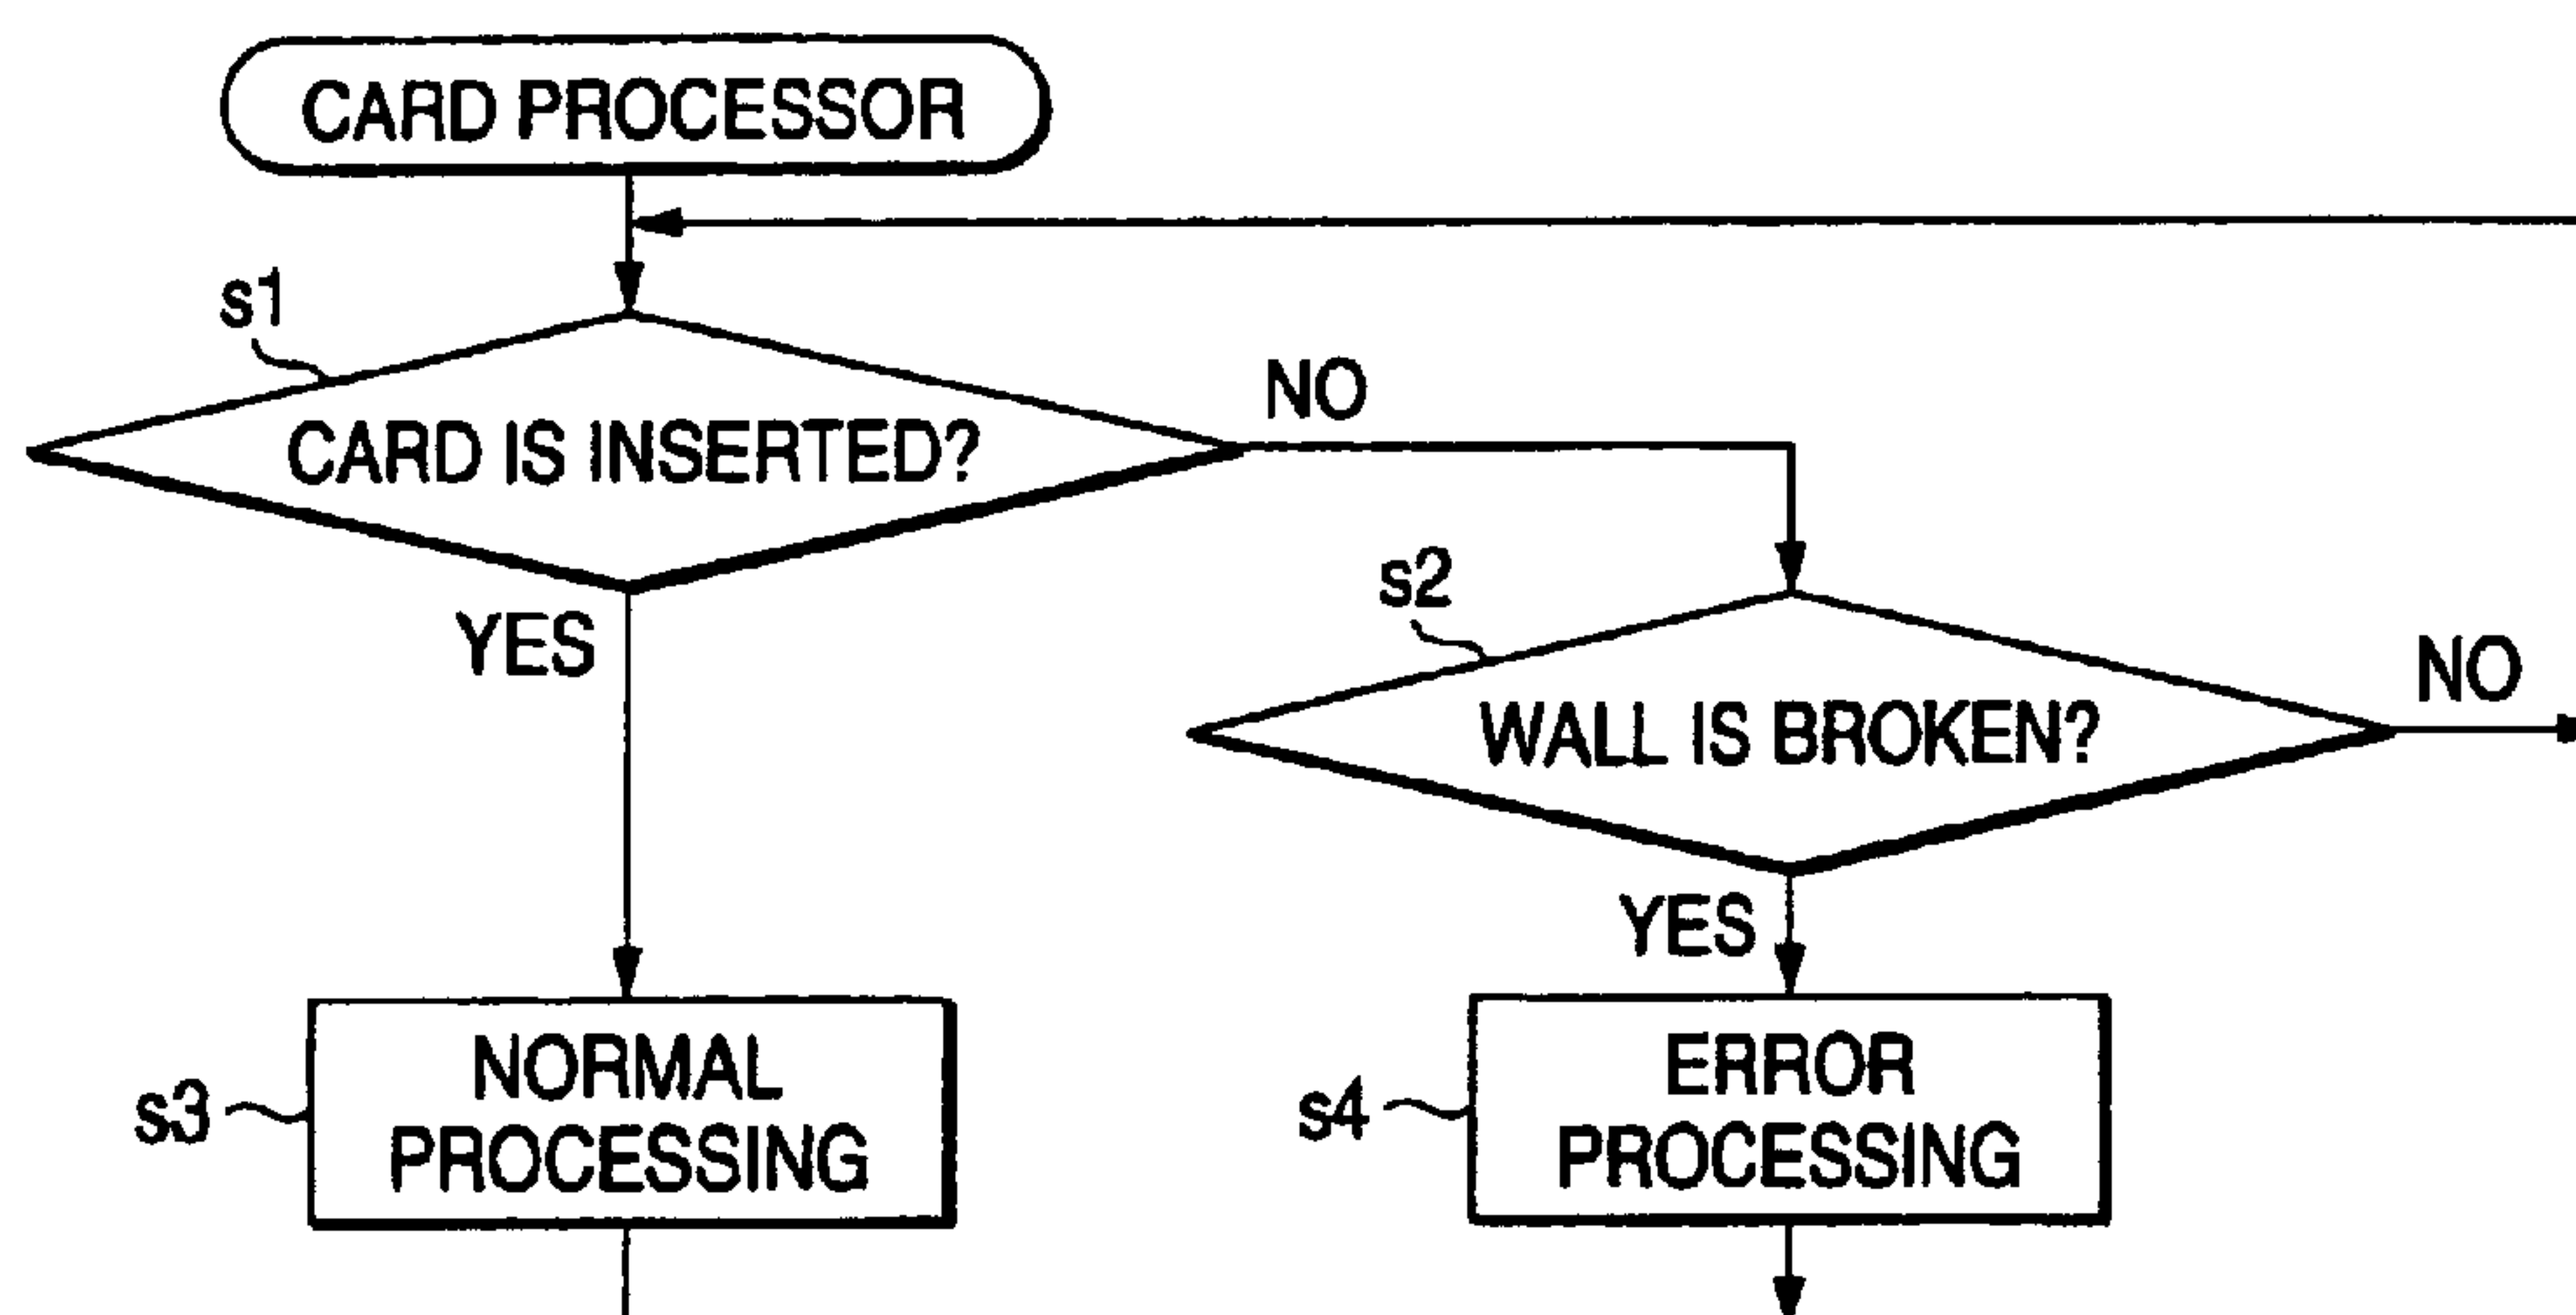 CARD PROCESSOR
s1
CARD IS INSERTED?
NO
YES
s2
WALL IS BROKEN?
NO
YES
s3
NORMAL
PROCESSING
s4
ERROR
PROCESSING